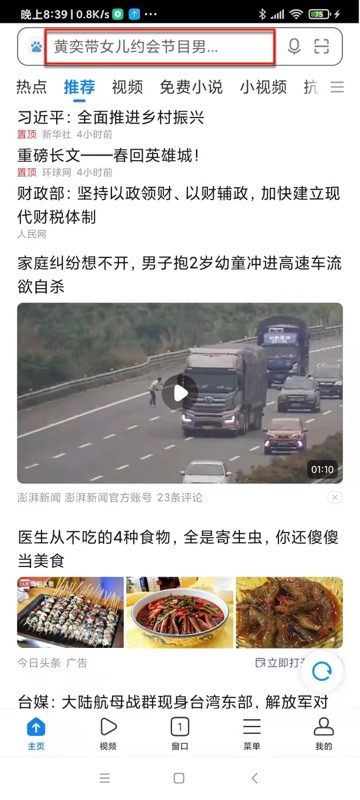 晚上8:39 | 0.8K/s
75
黄奕带女儿约会节目男...
热点 推荐 视频 免费小说 小视频 抗
习近平：全面推进乡村振兴
置顶 新华社 4小时前
重磅长文——春回英雄城！
置顶 环球网 4小时前
财政部：坚持以政领财、以财辅政，加快建立现
代财税体制
人民网
家庭纠纷想不开，男子抱2岁幼童冲进高速车流
欲自杀
01:10
澎湃新闻 澎湃新闻官方账号 23条评论
医生从不吃的4种食物，全是寄生虫，你还傻傻
当美食
今日头条 广告 立即打
台媒：大陆航母战群现身台湾东部，解放军对
1
主页 视频 窗口 菜单 我的